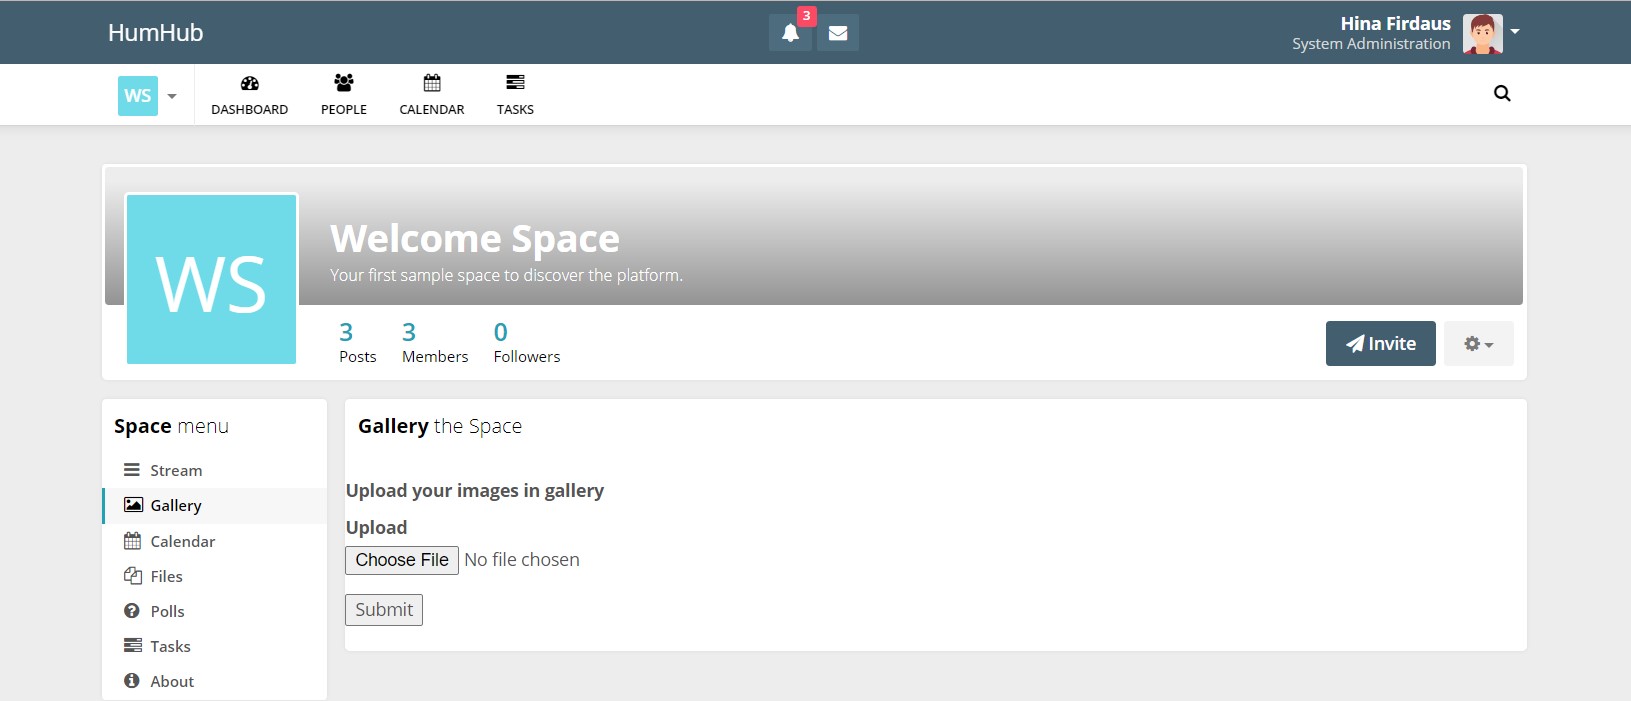 HumHub
3
Hina Firdaus
System Administration
WS
DASHBOARD
PEOPLE
CALENDAR
TASKS
WS
Welcome Space
Your first sample space to discover the platform.
3 3 0
Posts Members Followers
Invite
Space menu
Stream
Gallery
Calendar
Files
Polls
Tasks
About
Gallery the Space
Upload your images in gallery
Upload
Choose File No file chosen
Submit